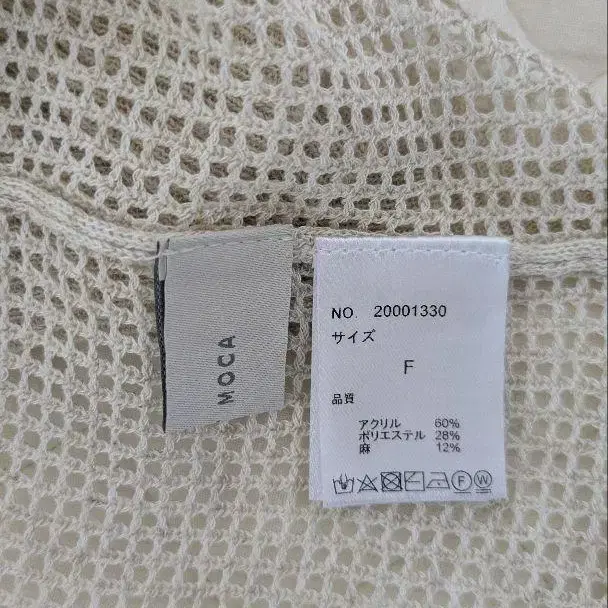 MOCA
NO. 20001330
サイズ
F
品質
アクリル 60%
ポリエステル 28%
麻 12%
F W